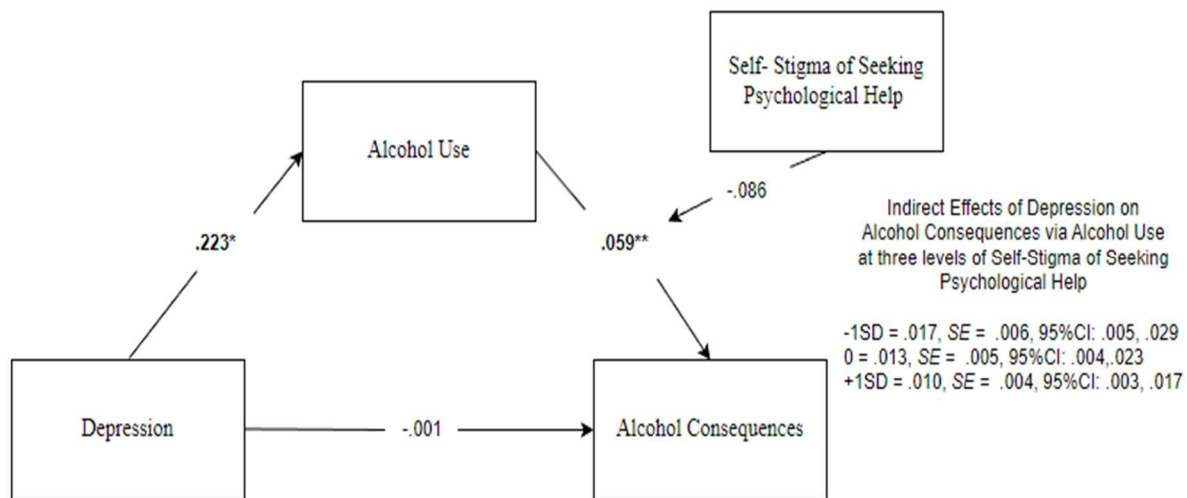 Self- Stigma of Seeking
Psychological Help
Alcohol Use
-.086
Indirect Effects of Depression on
Alcohol Consequences via Alcohol Use
at three levels of Self-Stigma of Seeking
Psychological Help
.223*
.059**
-1SD = .017, SE = .006, 95%CI: .005, .029
0 = .013, SE = .005, 95%CI: .004,.023
+1SD = .010, SE = .004, 95%CI: .003, .017
Depression
-.001
Alcohol Consequences